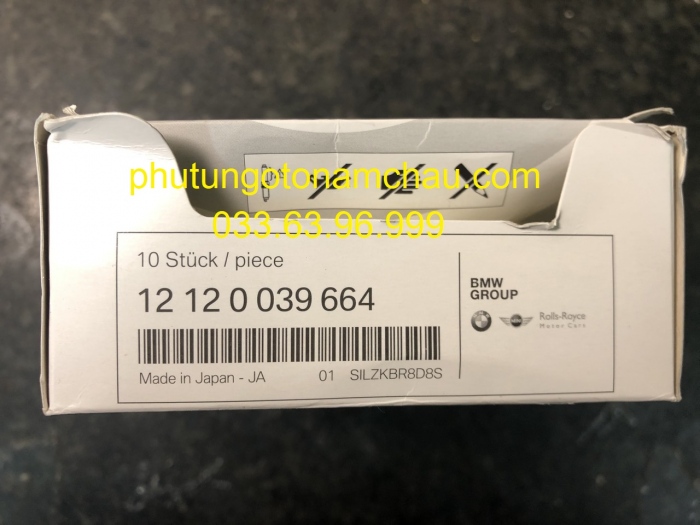 phutungotonamchau.com
033.63.96.999
10 Stück / piece
12 12 0 039 664
BMW
GROUP
Rolls-Royce
Motor Cars
Made in Japan - JA 01 SILZKBR8D8S